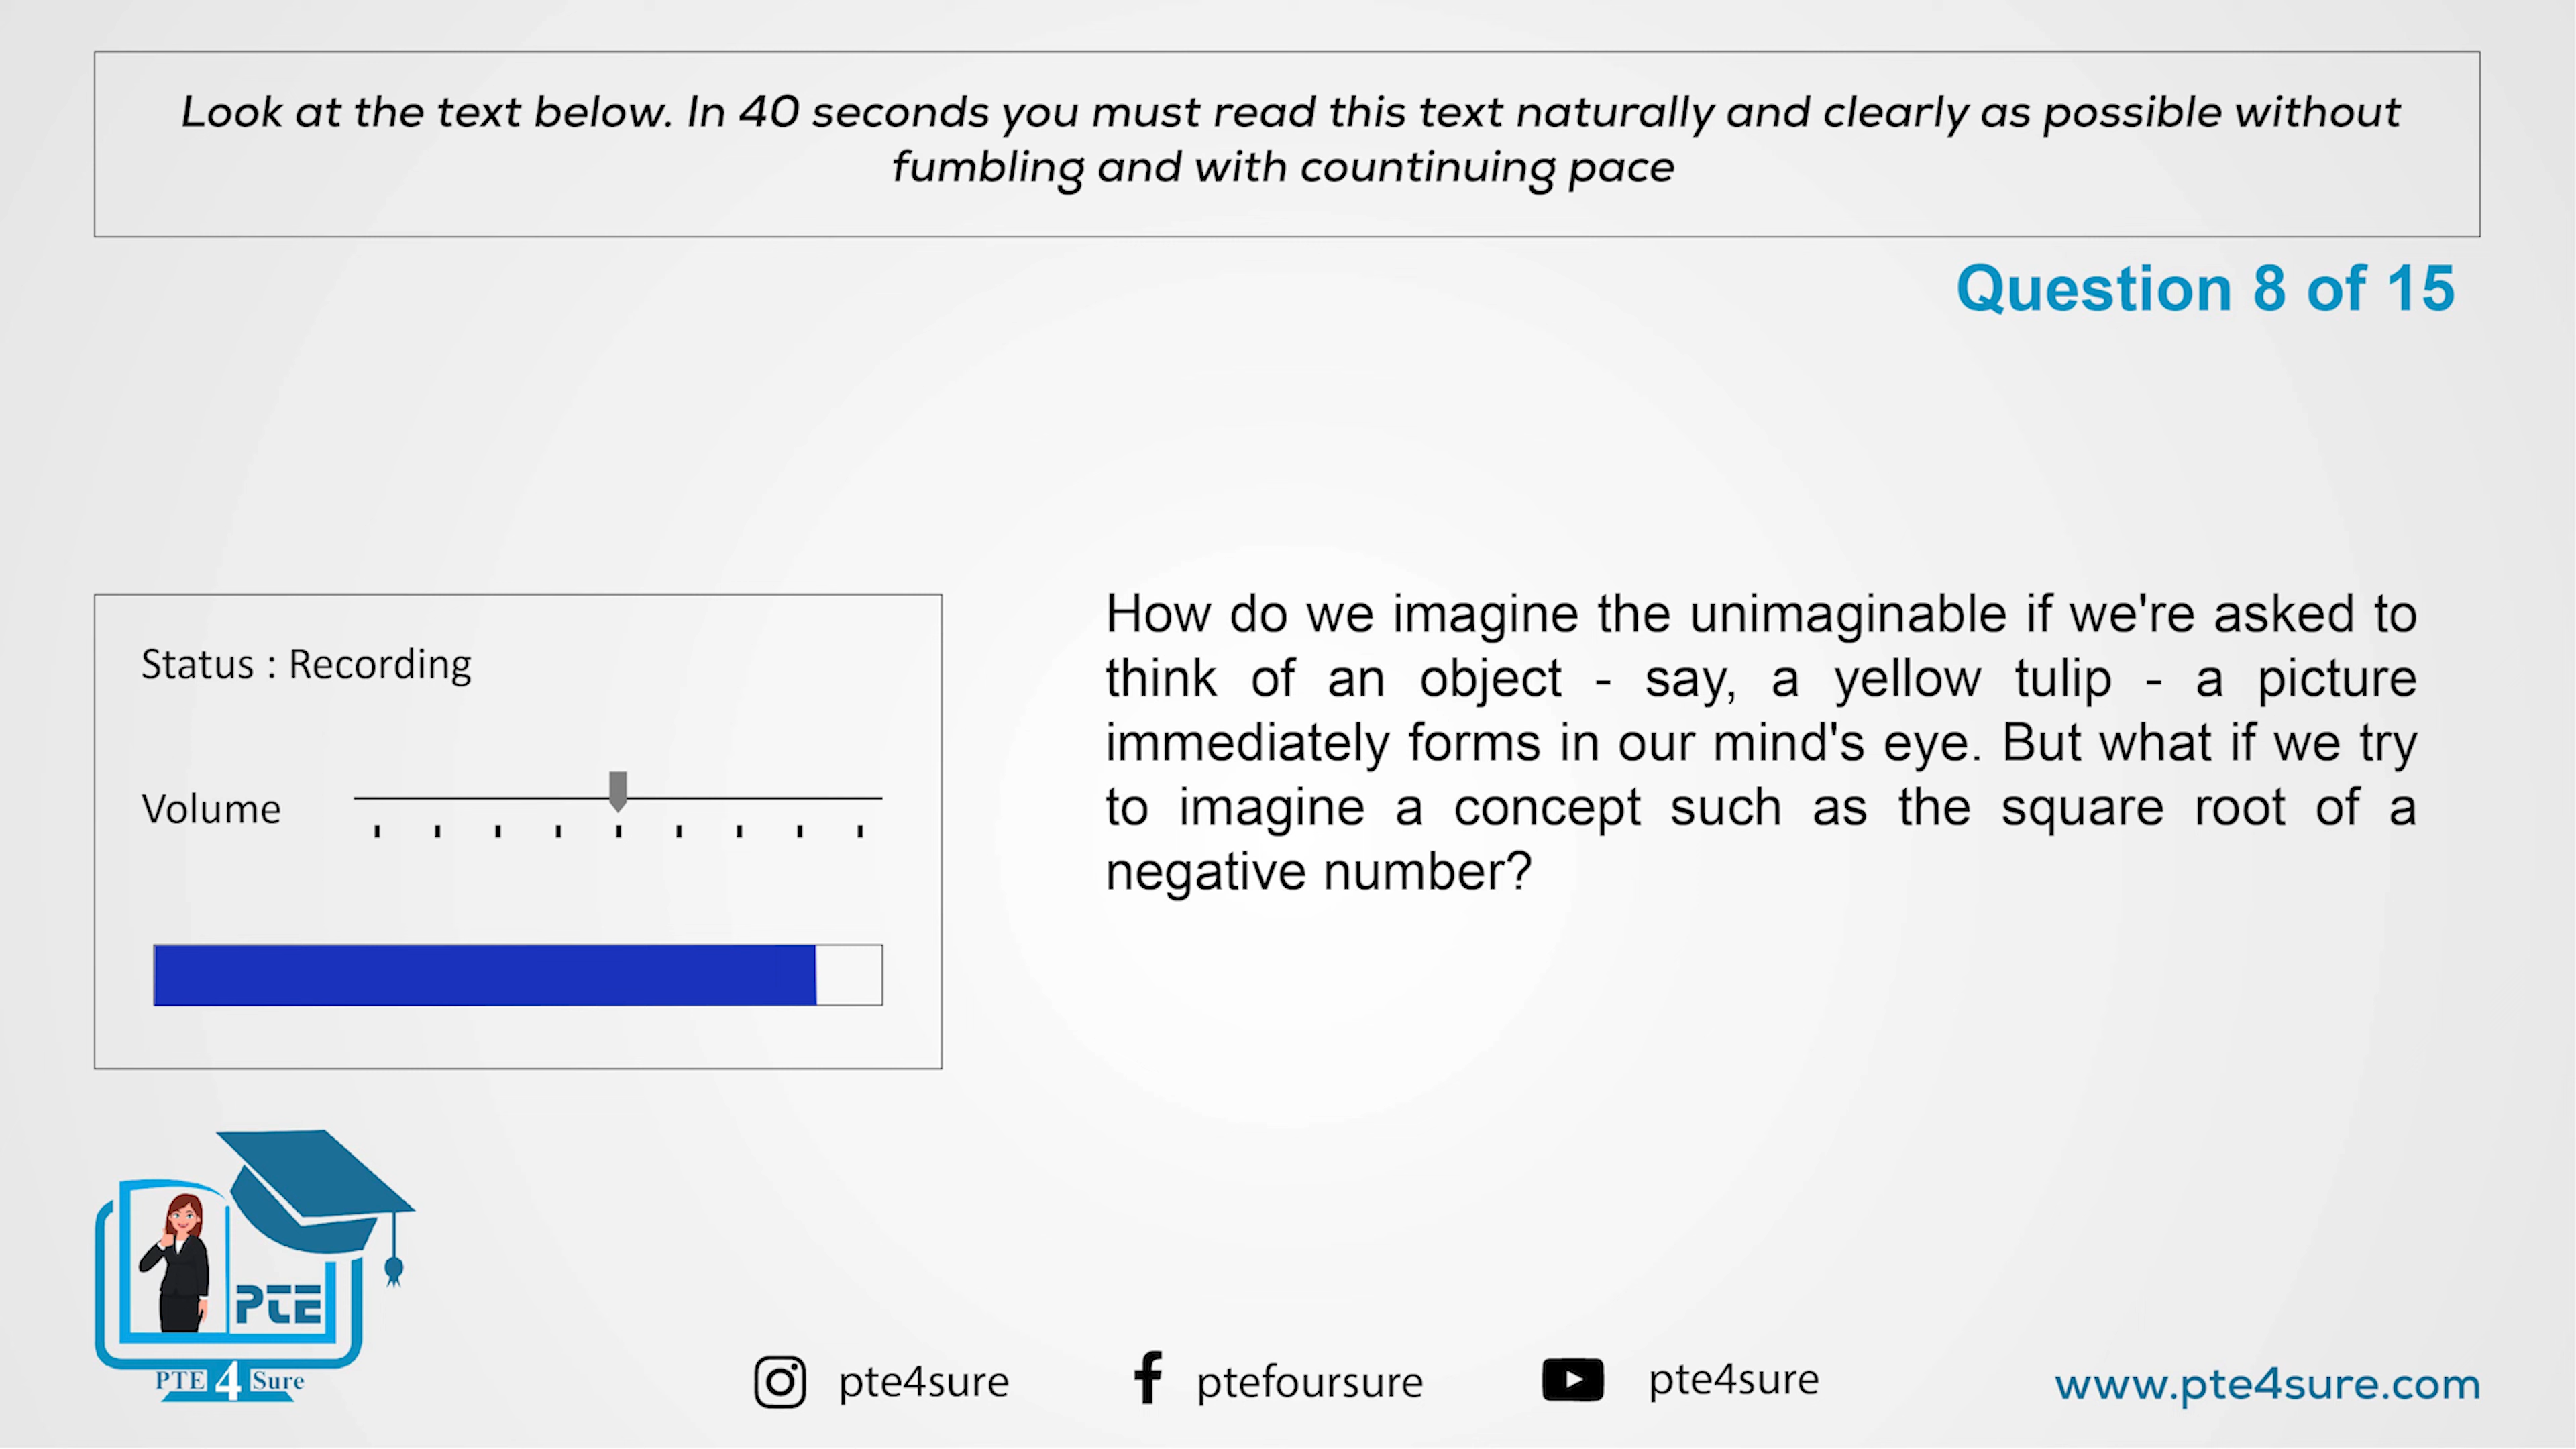 Look at the text below. In 40 seconds you must read this text naturally and clearly as possible without
fumbling and with countinuing pace
Question 8 of 15
Status : Recording
Volume
How do we imagine the unimaginable if we're asked to
think of an object - say, a yellow tulip - a picture
immediately forms in our mind's eye. But what if we try
to imagine a concept such as the square root of a
negative number?
PTE
PTE 4 Sure
pte4sure
ptefoursure
pte4sure
www.pte4sure.com